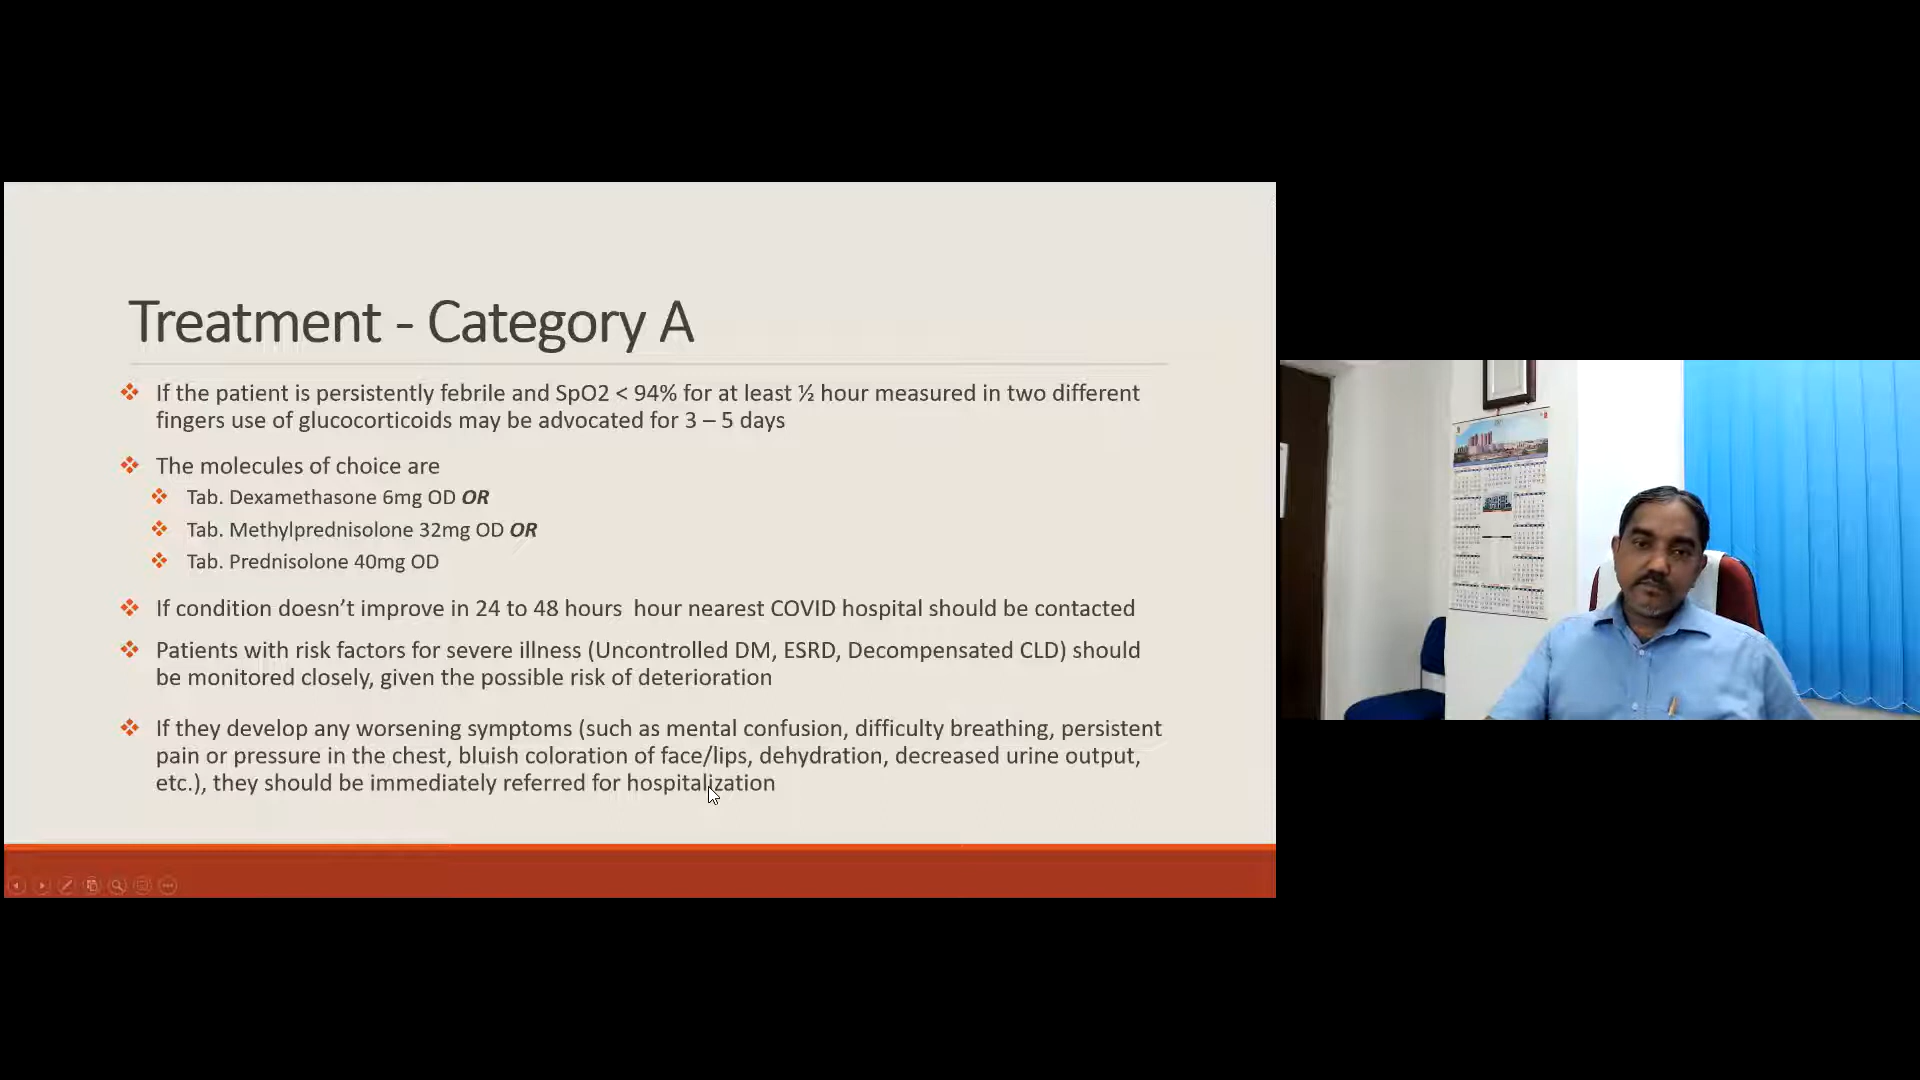 Treatment - Category A
If the patient is persistently febrile and SpO2 < 94% for at least ½ hour measured in two different
fingers use of glucocorticoids may be advocated for 3 – 5 days
The molecules of choice are
Tab. Dexamethasone 6mg OD OR
Tab. Methylprednisolone 32mg OD OR
Tab. Prednisolone 40mg OD
If condition doesn’t improve in 24 to 48 hours  hour nearest COVID hospital should be contacted
Patients with risk factors for severe illness (Uncontrolled DM, ESRD, Decompensated CLD) should
be monitored closely, given the possible risk of deterioration
If they develop any worsening symptoms (such as mental confusion, difficulty breathing, persistent
pain or pressure in the chest, bluish coloration of face/lips, dehydration, decreased urine output,
etc.), they should be immediately referred for hospitalization